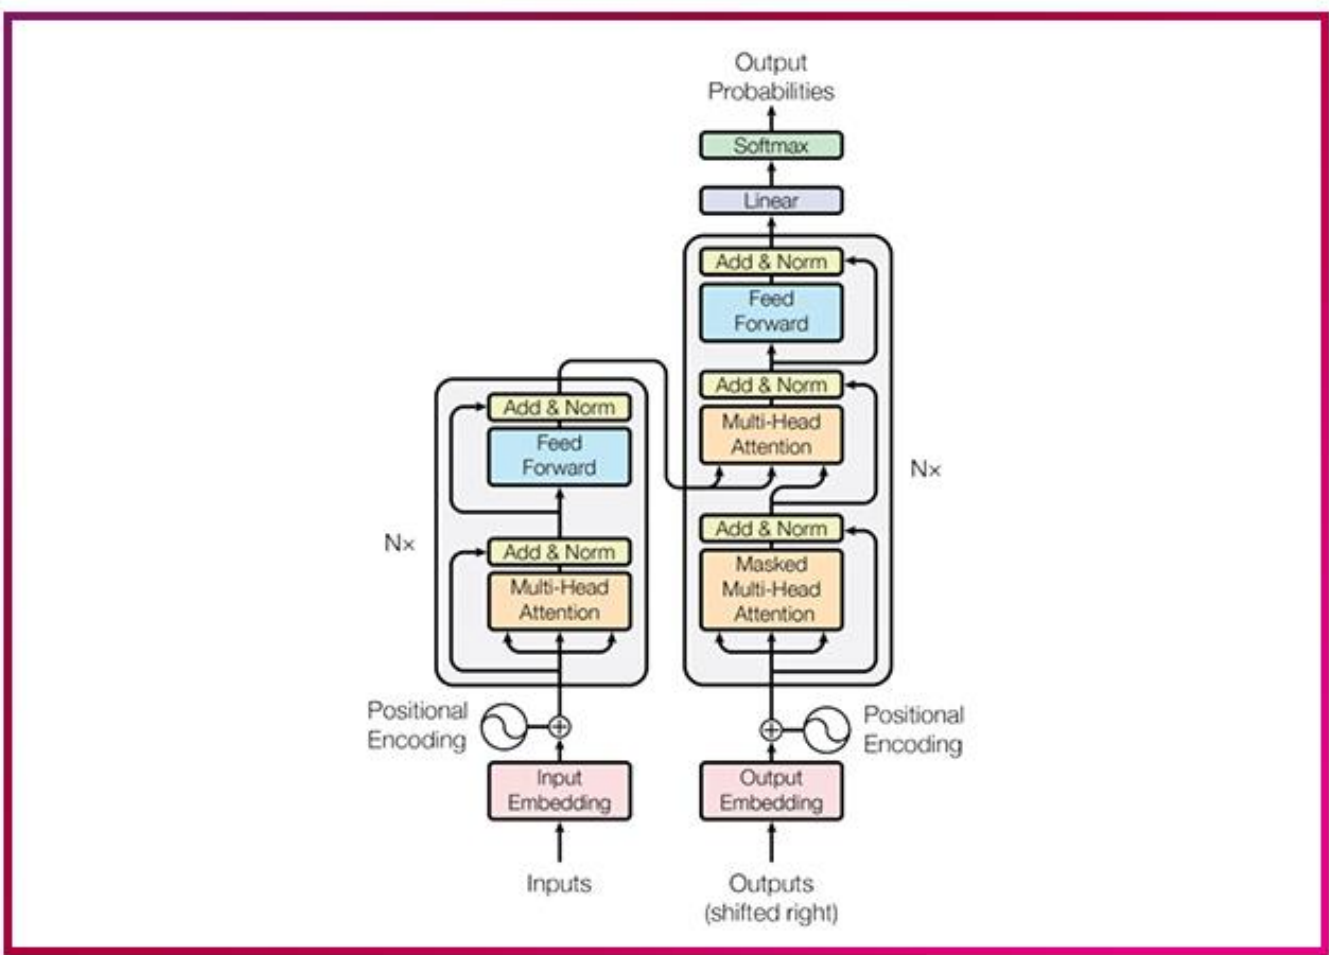 Output
Probabilities
Softmax
Linear
Add & Norm
Feed
Forward
Add & Norm
Multi-Head
Attention
Nx
Add & Norm
Masked
Multi-Head
Attention
Add & Norm
Feed
Forward
Nx
Add & Norm
Multi-Head
Attention
Positional
Encoding
Positional
Encoding
Input
Embedding
Output
Embedding
Inputs
Outputs
(shifted right)